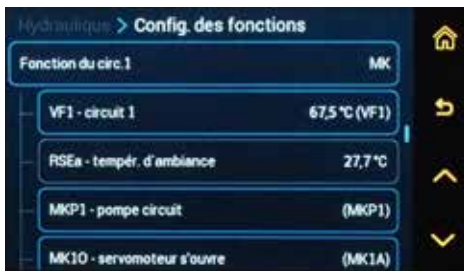 Hydraulique > Config. des fonctions
Fonction du circ.1 MK
VF1 - circuit 1 67,5 °C (VF1)
RSEa - tempér. d'ambiance 27,7 °C
MKP1 - pompe circuit (MKP1)
MK1O - servomoteur s'ouvre (MK1A)